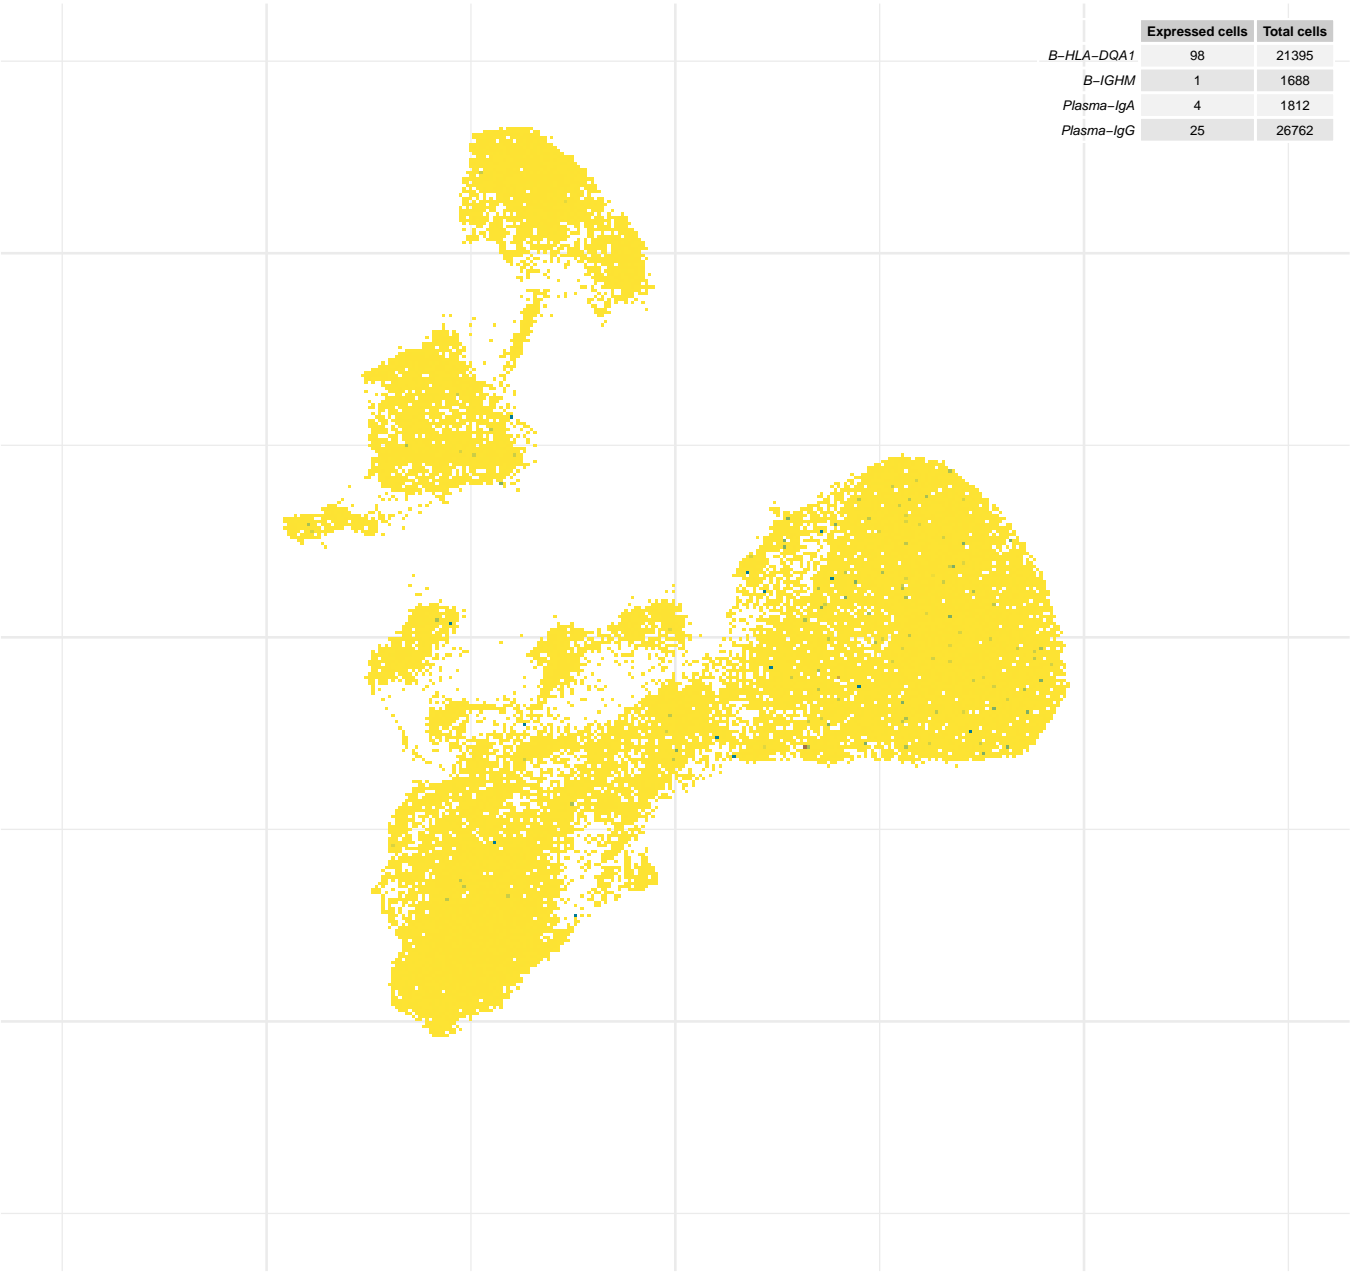 Expressed cells Total cells
B−HLA−DQA1 98 21395
B−IGHM 1 1688
Plasma−IgA 4 1812
Plasma−IgG 25 26762